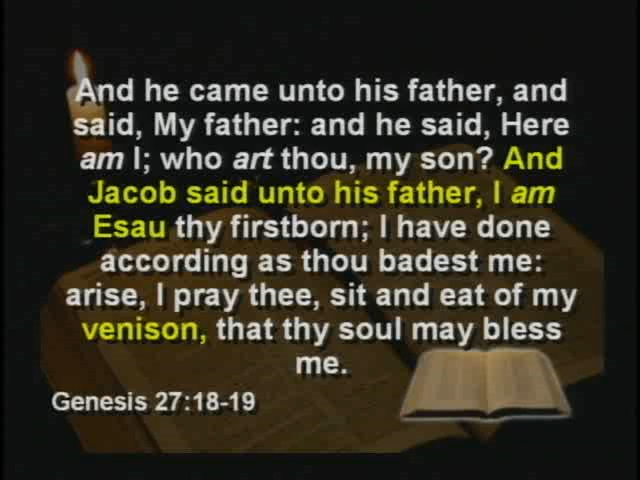 And he came unto his father, and
said, My father: and he said, Here
am I; who art thou, my son? And
Jacob said unto his father, I am
Esau thy firstborn; I have done
according as thou badest me:
arise, I pray thee, sit and eat of my
venison, that thy soul may bless
me.
Genesis 27:18-19